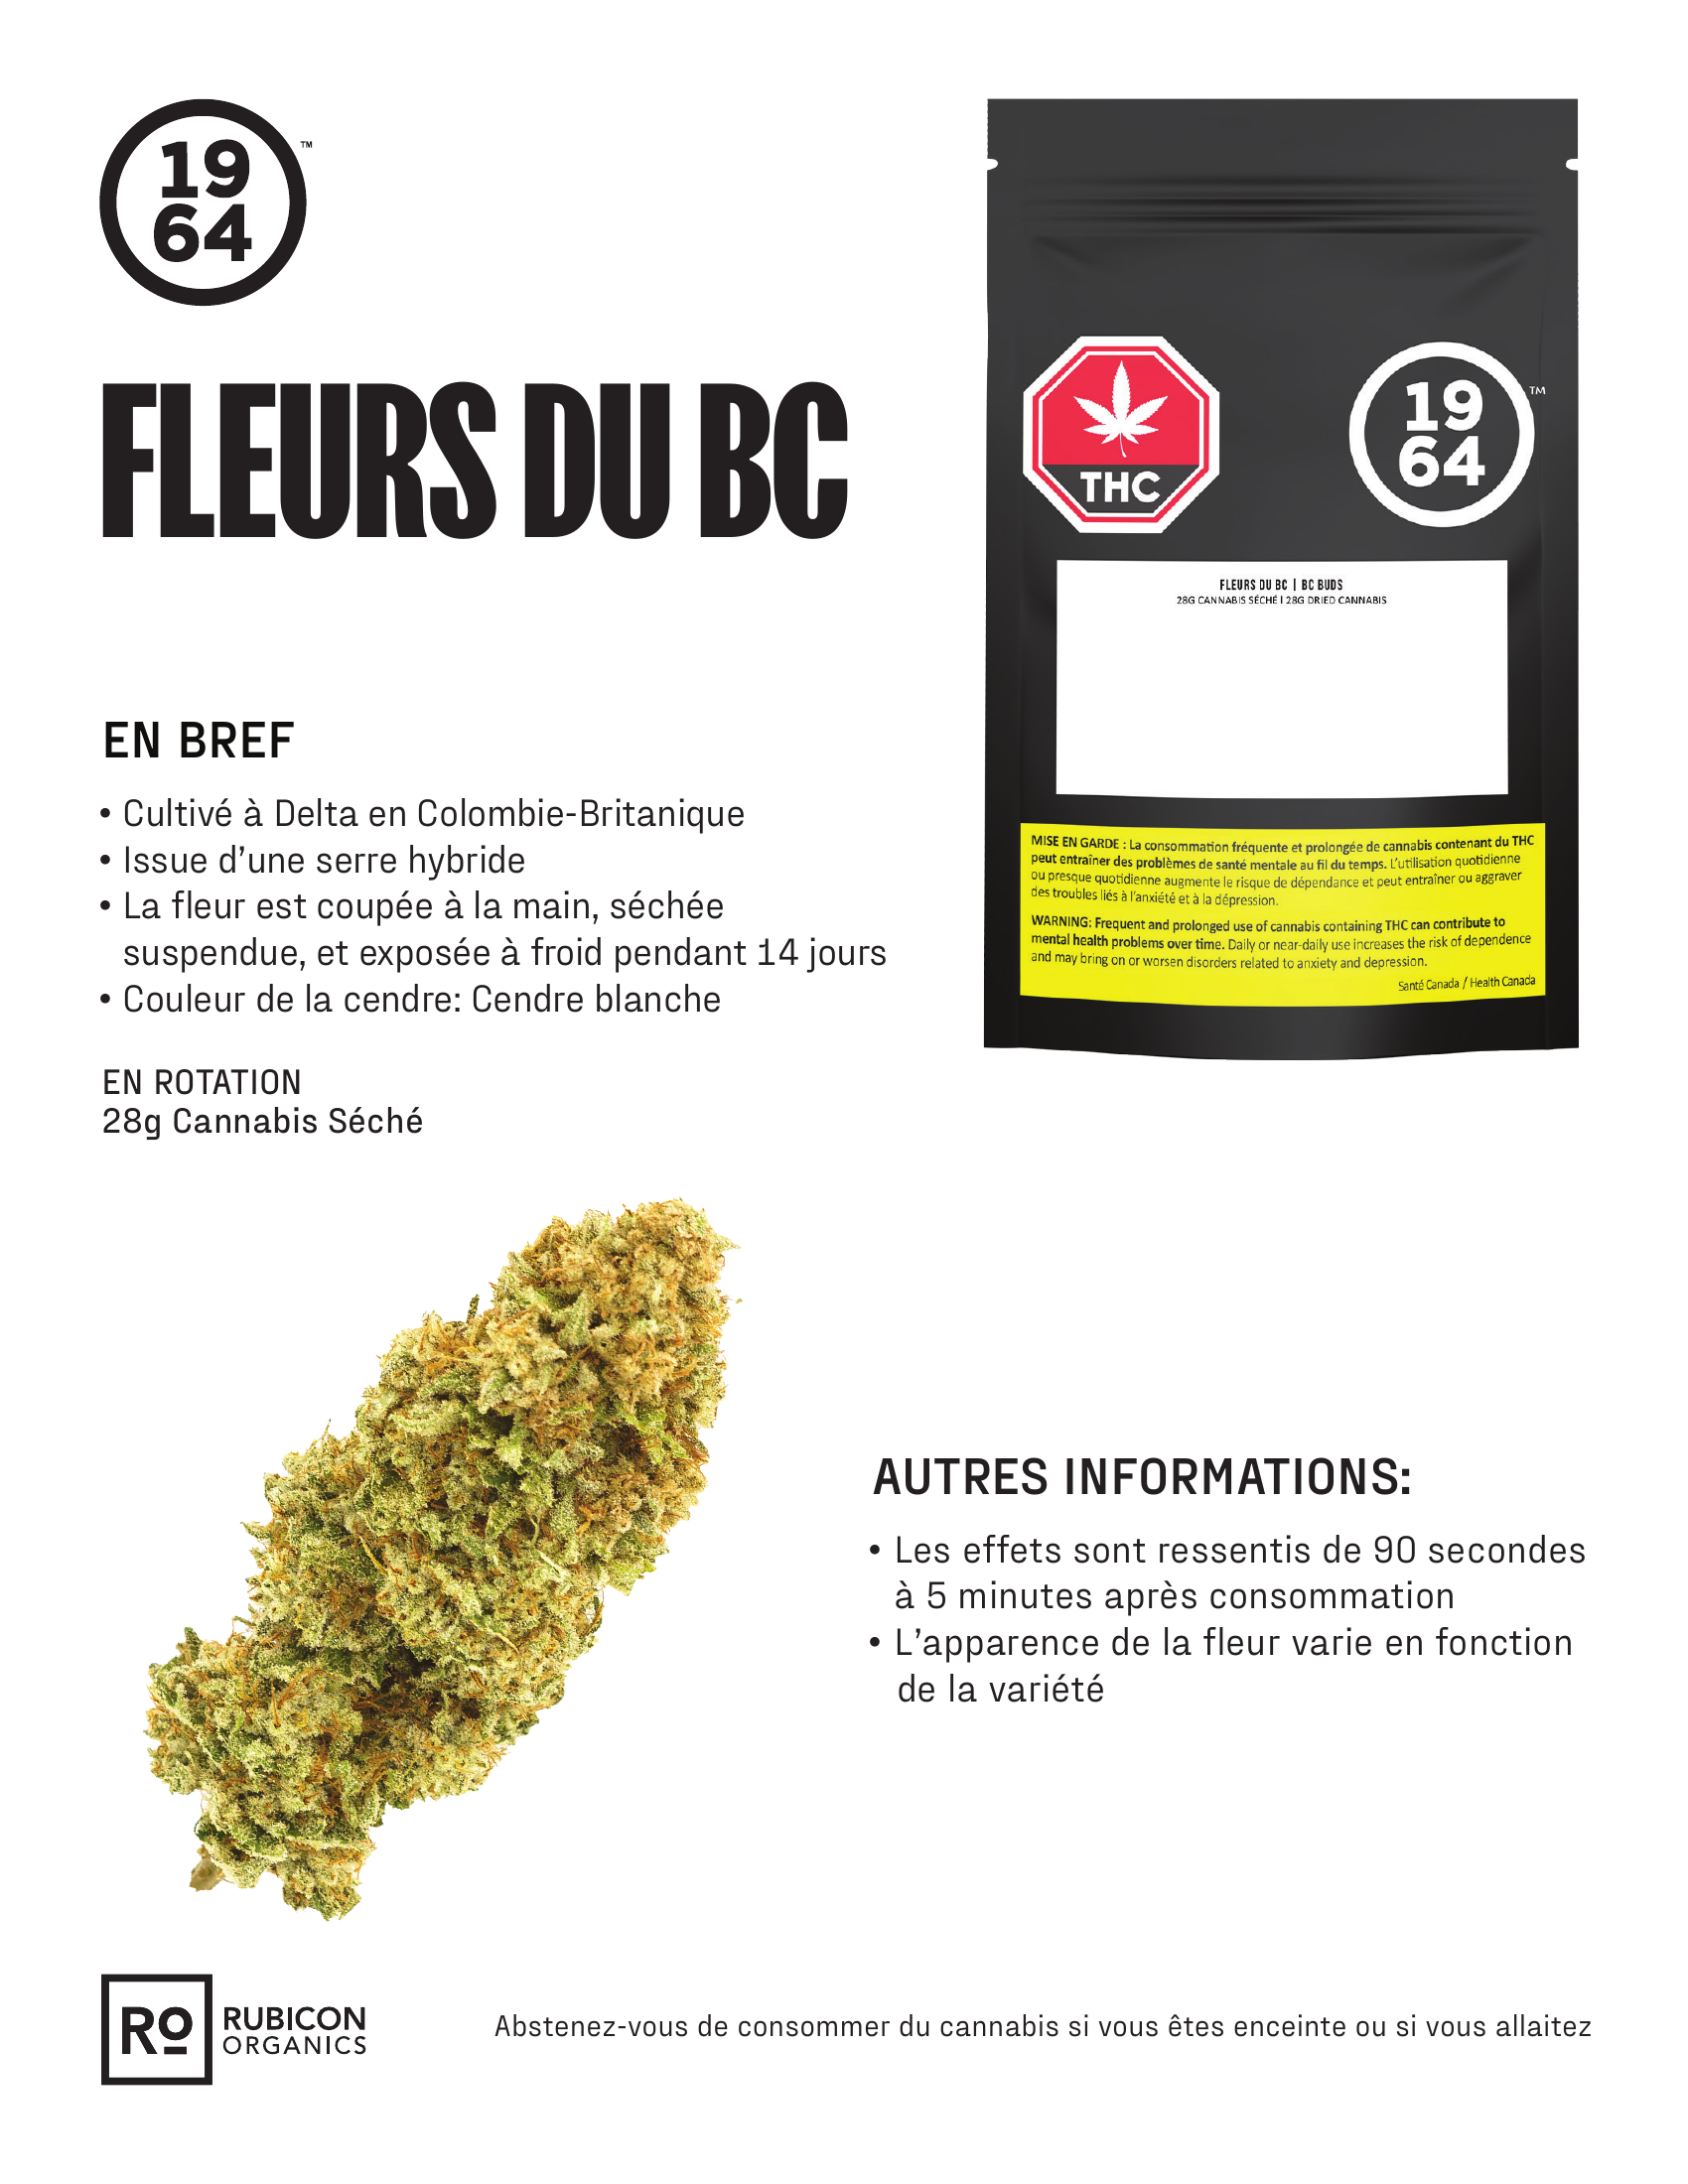 19
64
™
FLEURS DU BC
EN BREF
• Cultivé à Delta en Colombie-Britanique
• Issue d’une serre hybride
• La fleur est coupée à la main, séchée
suspendue, et exposée à froid pendant 14 jours
• Couleur de la cendre: Cendre blanche
EN ROTATION
28g Cannabis Séché
THC
19
64
™
FLEURS DU BC | BC BUDS
28G CANNABIS SÉCHÉ | 28G DRIED CANNABIS
MISE EN GARDE : La consommation fréquente et prolongée de cannabis contenant du THC
peut entraîner des problèmes de santé mentale au fil du temps. L’utilisation quotidienne
ou presque quotidienne augmente le risque de dépendance et peut entraîner ou aggraver
des troubles liés à l’anxiété et à la dépression.
WARNING: Frequent and prolonged use of cannabis containing THC can contribute to
mental health problems over time. Daily or near-daily use increases the risk of dependence
and may bring on or worsen disorders related to anxiety and depression.
Santé Canada / Health Canada
AUTRES INFORMATIONS:
• Les effets sont ressentis de 90 secondes
à 5 minutes après consommation
• L’apparence de la fleur varie en fonction
de la variété
RO
RUBICON
ORGANICS
Abstenez-vous de consommer du cannabis si vous êtes enceinte ou si vous allaitez